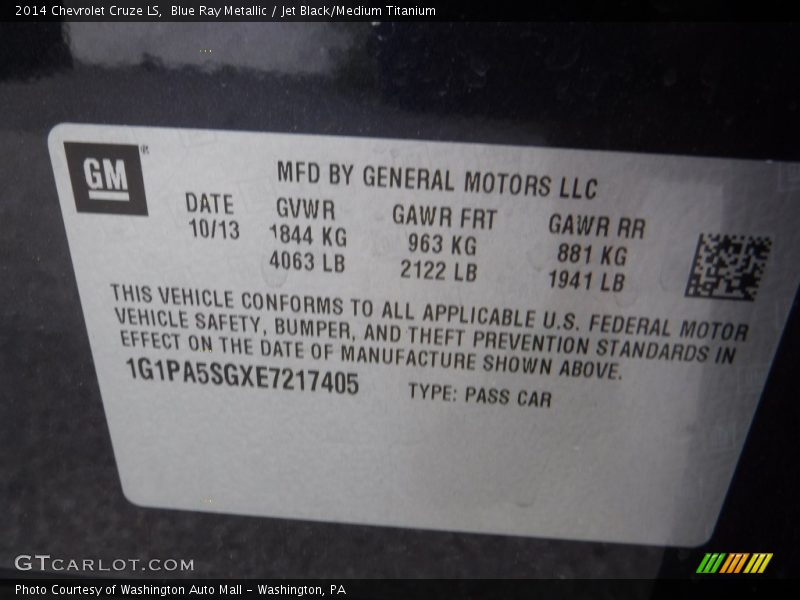 2014 Chevrolet Cruze LS,  Blue Ray Metallic / Jet Black/Medium Titanium
GM®
MFD BY GENERAL MOTORS LLC
DATE GVWR GAWR FRT GAWR RR
10/13 1844 KG 963 KG 881 KG
4063 LB 2122 LB 1941 LB
THIS VEHICLE CONFORMS TO ALL APPLICABLE U.S. FEDERAL MOTOR
VEHICLE SAFETY, BUMPER, AND THEFT PREVENTION STANDARDS IN
EFFECT ON THE DATE OF MANUFACTURE SHOWN ABOVE.
1G1PA5SGXE7217405 TYPE: PASS CAR
GTCARLOT.COM
Photo Courtesy of Washington Auto Mall - Washington, PA